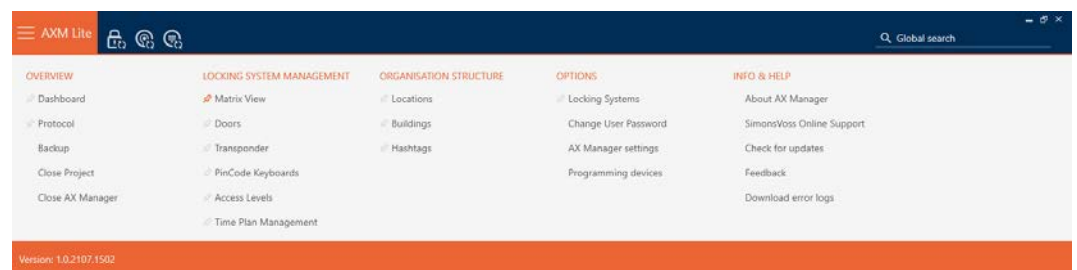 AXM Lite
Global search
OVERVIEW
Dashboard
Protocol
Backup
Close Project
Close AX Manager
LOCKING SYSTEM MANAGEMENT
Matrix View
Doors
Transponder
PinCode Keyboards
Access Levels
Time Plan Management
ORGANISATION STRUCTURE
Locations
Buildings
Hashtags
OPTIONS
Locking Systems
Change User Password
AX Manager settings
Programming devices
INFO & HELP
About AX Manager
SimonsVoss Online Support
Check for updates
Feedback
Download error logs
Version: 1.0.2107.1502